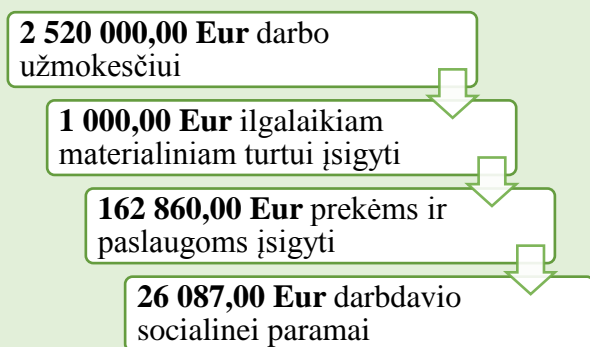 2 520 000,00 Eur darbo
užmokesčiui
1 000,00 Eur ilgalaikiam
materialiniam turtui įsigyti
162 860,00 Eur prekėms ir
paslaugoms įsigyti
26 087,00 Eur darbdavio
socialinei paramai